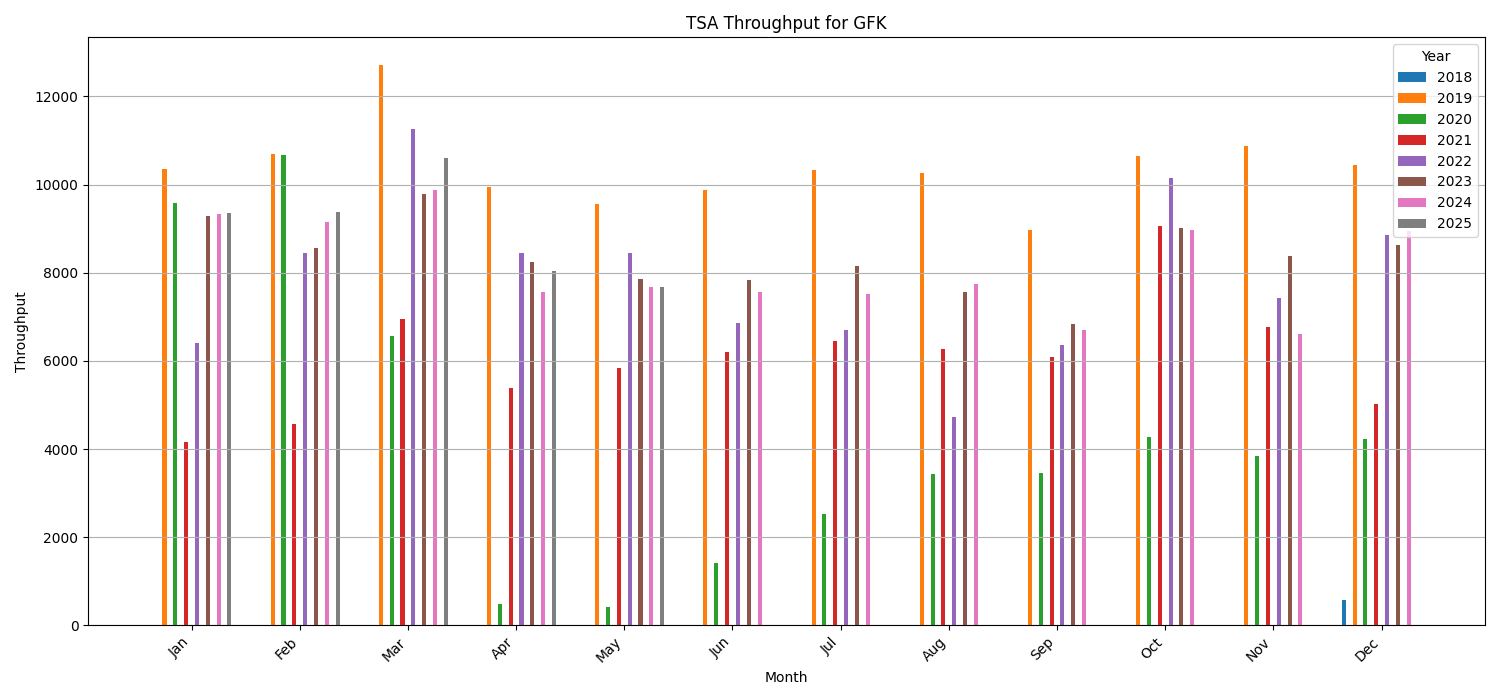 TSA Throughput for GFK
Year
2018
2019
2020
2021
2022
2023
2024
2025
Throughput
12000
10000
8000
6000
4000
2000
0
Jan
Feb
Mar
Apr
May
Jun
Jul
Aug
Sep
Oct
Nov
Dec
Month